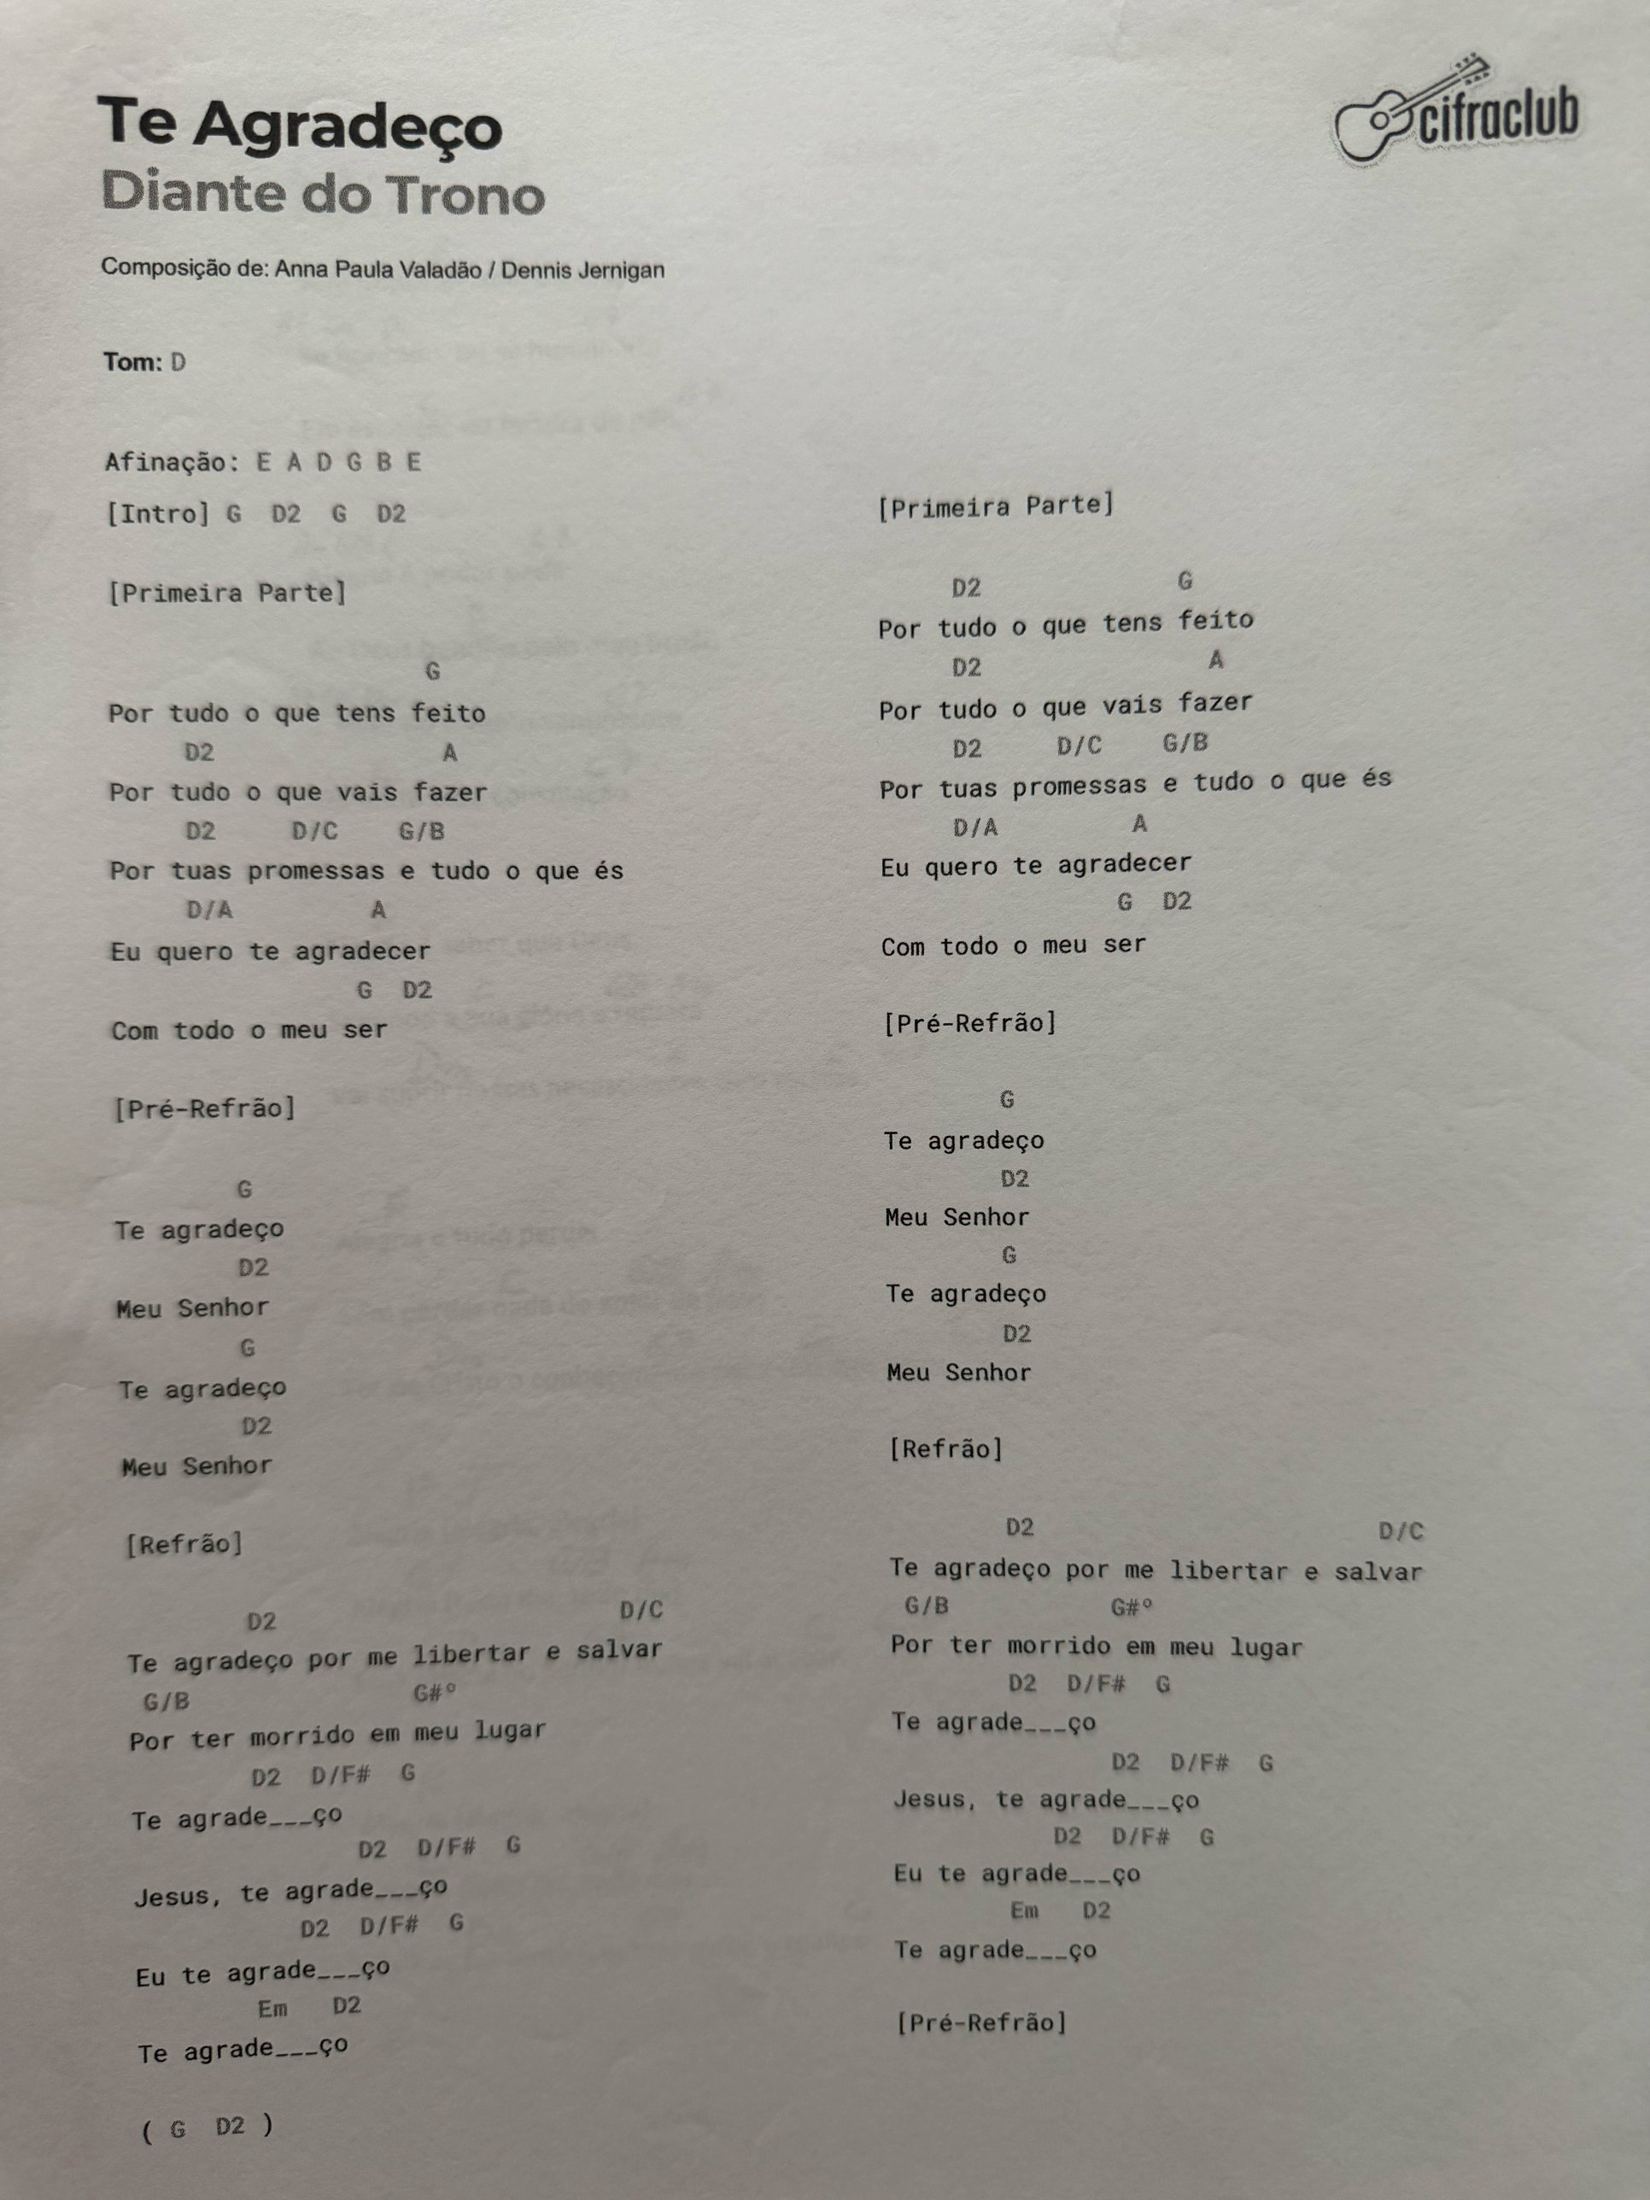 Te Agradeço
Diante do Trono
cifraclub
Composição de: Anna Paula Valadão / Dennis Jernigan
Tom: D
Afinação: E A D G B E
[Intro] G D2 G D2
[Primeira Parte]
G
Por tudo o que tens feito
D2 A
Por tudo o que vais fazer
D2 D/C G/B
Por tuas promessas e tudo o que és
D/A A
Eu quero te agradecer
G D2
Com todo o meu ser
[Pré-Refrão]
G
Te agradeço
D2
Meu Senhor
G
Te agradeço
D2
Meu Senhor
[Refrão]
D2 D/C
Te agradeço por me libertar e salvar
G/B G#º
Por ter morrido em meu lugar
D2 D/F# G
Te agrade___ço
D2 D/F# G
Jesus, te agrade___ço
D2 D/F# G
Eu te agrade___ço
Em D2
Te agrade___ço
( G D2 )
[Primeira Parte]
D2 G
Por tudo o que tens feito
D2 A
Por tudo o que vais fazer
D2 D/C G/B
Por tuas promessas e tudo o que és
D/A A
Eu quero te agradecer
G D2
Com todo o meu ser
[Pré-Refrão]
G
Te agradeço
D2
Meu Senhor
G
Te agradeço
D2
Meu Senhor
[Refrão]
D2 D/C
Te agradeço por me libertar e salvar
G/B G#º
Por ter morrido em meu lugar
D2 D/F# G
Te agrade___ço
D2 D/F# G
Jesus, te agrade___ço
D2 D/F# G
Eu te agrade___ço
Em D2
Te agrade___ço
[Pré-Refrão]